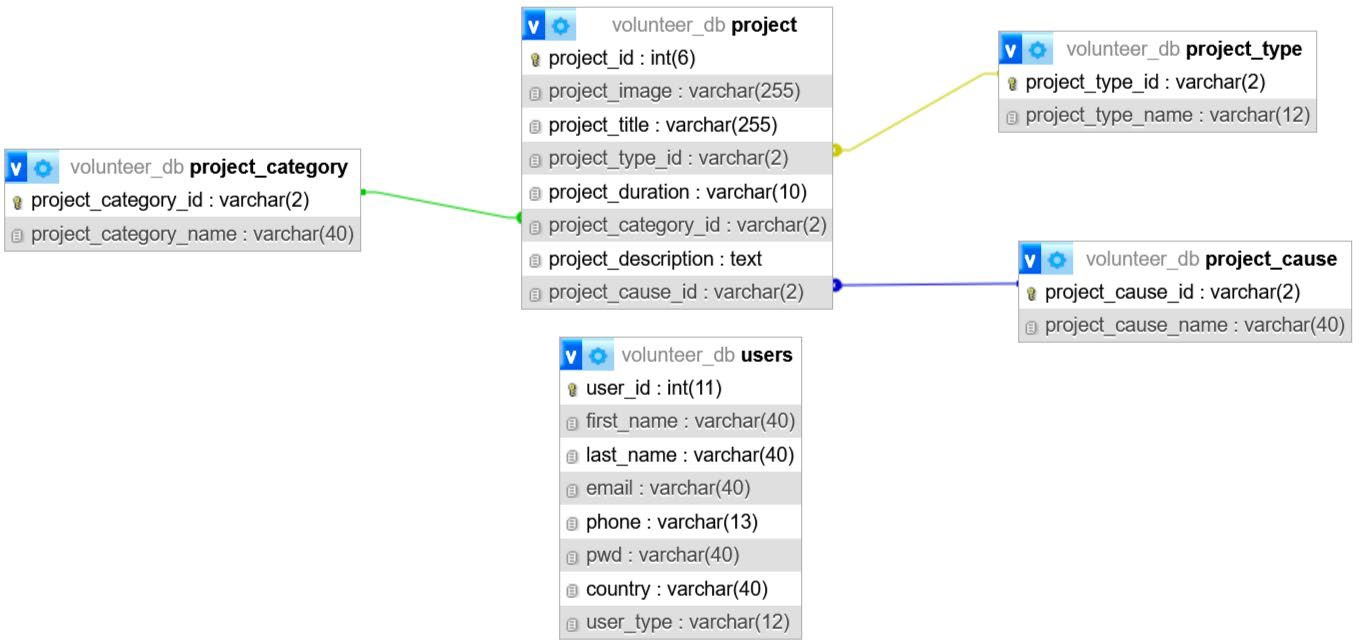 v volunteer_db project
project_id : int(6)
project_image : varchar(255)
project_title : varchar(255)
project_type_id : varchar(2)
project_duration : varchar(10)
project_category_id : varchar(2)
project_description : text
project_cause_id : varchar(2)
v volunteer_db project_type
project_type_id : varchar(2)
project_type_name : varchar(12)
v volunteer_db project_category
project_category_id : varchar(2)
project_category_name : varchar(40)
v volunteer_db project_cause
project_cause_id : varchar(2)
project_cause_name : varchar(40)
v volunteer_db users
user_id : int(11)
first_name : varchar(40)
last_name : varchar(40)
email : varchar(40)
phone : varchar(13)
pwd : varchar(40)
country : varchar(40)
user_type : varchar(12)